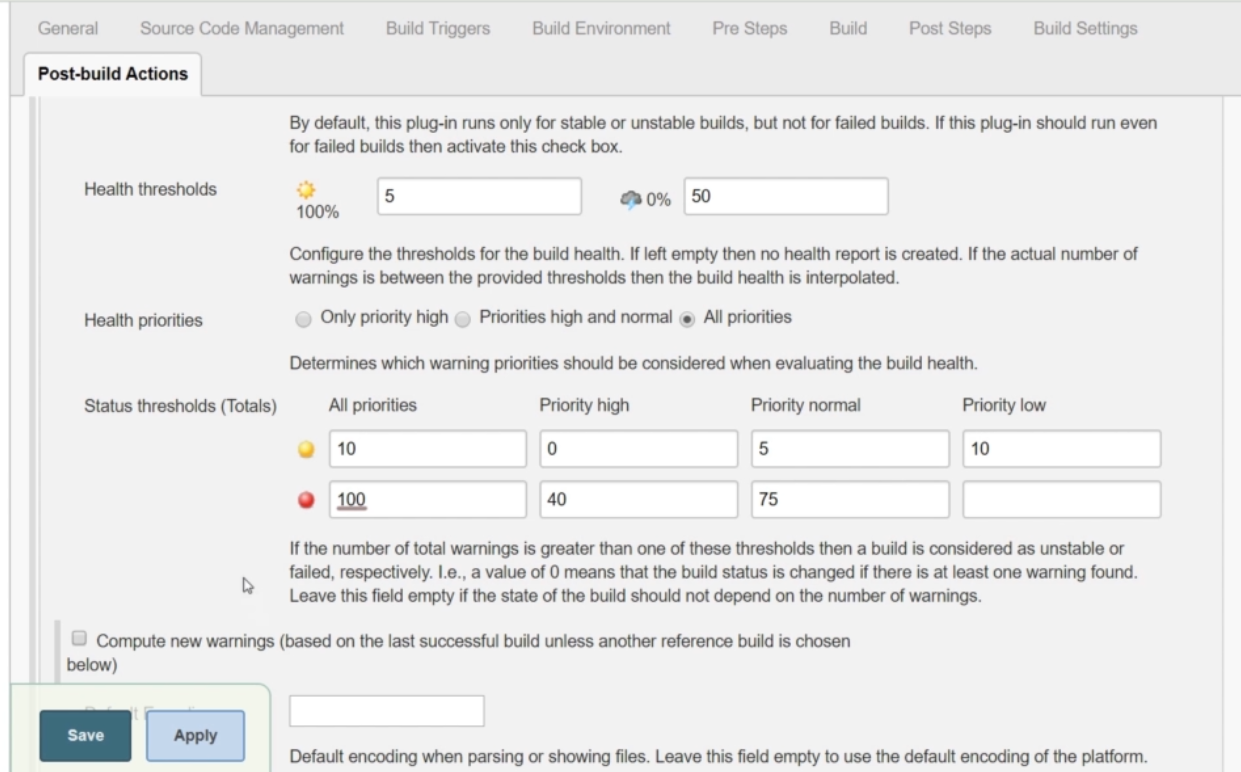 General Source Code Management Build Triggers Build Environment Pre Steps Build Post Steps Build Settings
Post-build Actions
By default, this plug-in runs only for stable or unstable builds, but not for failed builds. If this plug-in should run even
for failed builds then activate this check box.
Health thresholds 100% 5 0% 50
Configure the thresholds for the build health. If left empty then no health report is created. If the actual number of
warnings is between the provided thresholds then the build health is interpolated.
Health priorities Only priority high Priorities high and normal All priorities
Determines which warning priorities should be considered when evaluating the build health.
Status thresholds (Totals) All priorities Priority high Priority normal Priority low
10 0 5 10
100 40 75
If the number of total warnings is greater than one of these thresholds then a build is considered as unstable or
failed, respectively. I.e., a value of 0 means that the build status is changed if there is at least one warning found.
Leave this field empty if the state of the build should not depend on the number of warnings.
Compute new warnings (based on the last successful build unless another reference build is chosen
below)
Save Apply
Default encoding when parsing or showing files. Leave this field empty to use the default encoding of the platform.